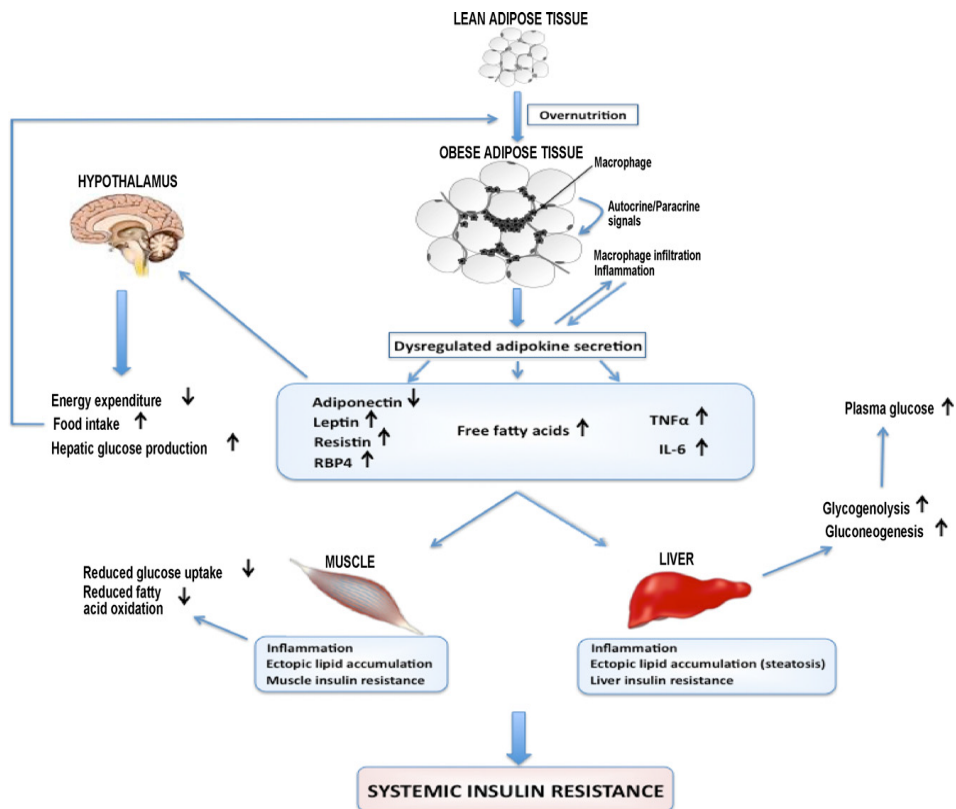 LEAN ADIPOSE TISSUE
Overnutrition
OBESE ADIPOSE TISSUE
Macrophage
HYPOTHALAMUS
Autocrine/Paracrine
signals
Macrophage infiltration
Inflammation
Dysregulated adipokine secretion
Energy expenditure ↓
Food intake ↑
Hepatic glucose production ↑
Adiponectin ↓
Leptin ↑
Resistin ↑
RBP4 ↑
Free fatty acids ↑
TNFα ↑
IL-6 ↑
Plasma glucose ↑
Glycogenolysis ↑
Gluconeogenesis ↑
MUSCLE
LIVER
Reduced glucose uptake ↓
Reduced fatty ↓
acid oxidation
Inflammation
Ectopic lipid accumulation
Muscle insulin resistance
Inflammation
Ectopic lipid accumulation (steatosis)
Liver insulin resistance
SYSTEMIC INSULIN RESISTANCE